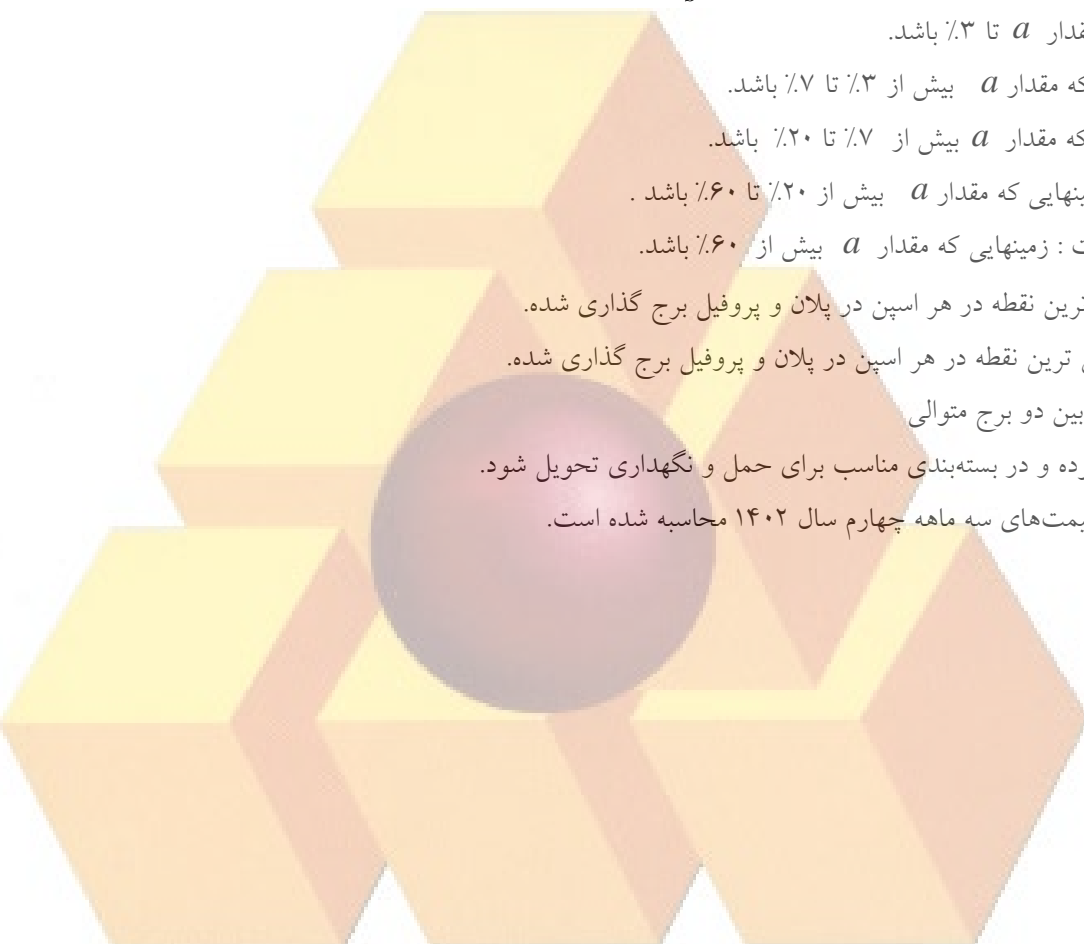 مقدار a تا ۳٪ باشد.
که مقدار a بیش از ۳٪ تا ۷٪ باشد.
که مقدار a بیش از ۷٪ تا ۲۰٪ باشد.
که مقدار a بیش از ۲۰٪ تا ۶۰٪ باشد .
: زمینهایی که مقدار a بیش از ۶۰٪ باشد.
ترین نقطه در هر اسپن در پلان و پروفیل برج گذاری شده.
ترین نقطه در هر اسپن در پلان و پروفیل برج گذاری شده.
بین دو برج متوالی
و در بسته‌بندی مناسب برای حمل و نگهداری تحویل شود.
قیمت‌های سه ماهه چهارم سال ۱۴۰۲ محاسبه شده است.